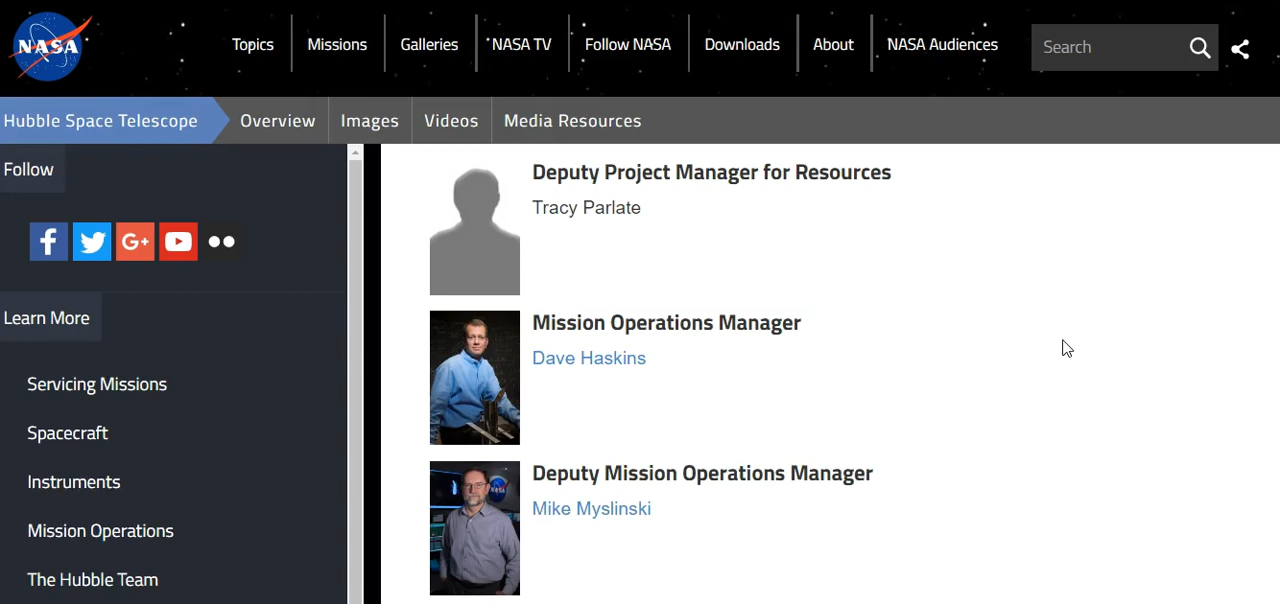 NASA
Topics
Missions
Galleries
NASA TV
Follow NASA
Downloads
About
NASA Audiences
Search
Hubble Space Telescope
Overview
Images
Videos
Media Resources
Follow
G+
Learn More
Servicing Missions
Spacecraft
Instruments
Mission Operations
The Hubble Team
Deputy Project Manager for Resources
Tracy Parlate
Mission Operations Manager
Dave Haskins
Deputy Mission Operations Manager
Mike Myslinski
NASA